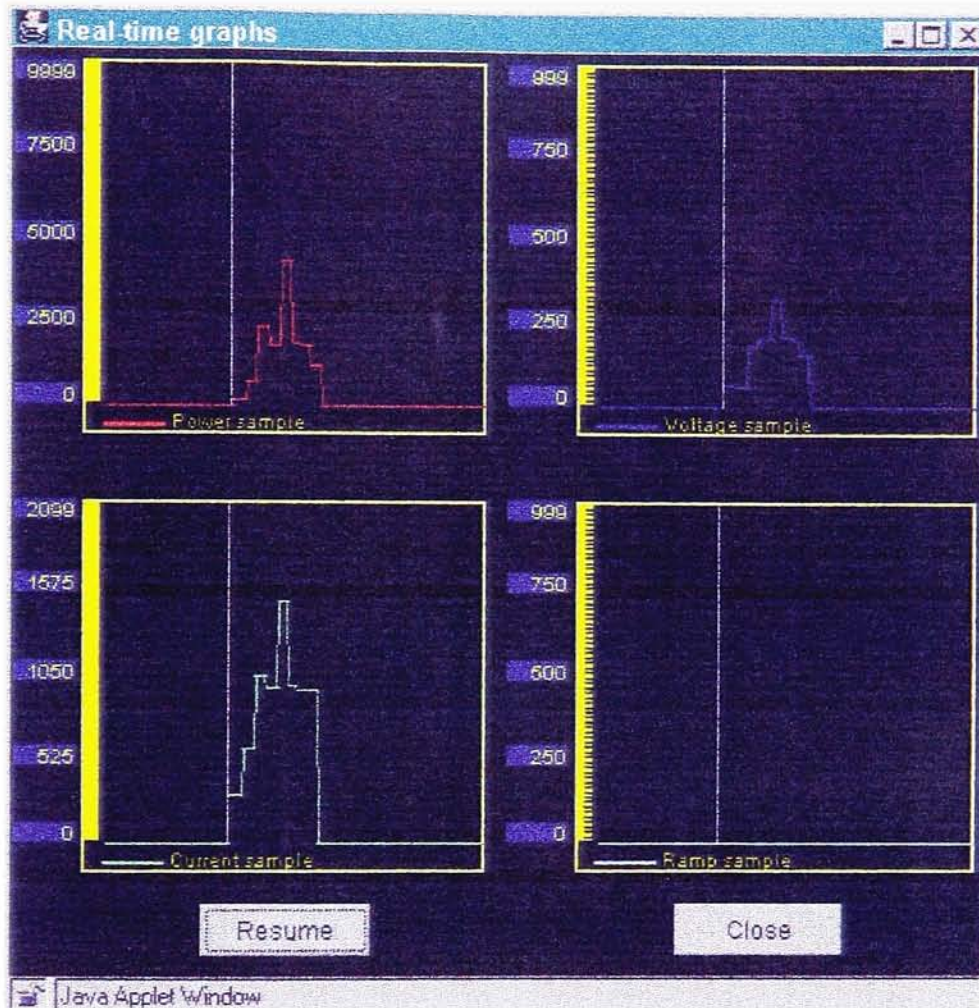 Real-time graphs
9999
7500
5000
2500
0
Power sample
999
750
500
250
0
Voltage sample
2099
1575
1050
525
0
Current sample
999
750
500
250
0
Ramp sample
Resume
Close
Java Applet Window